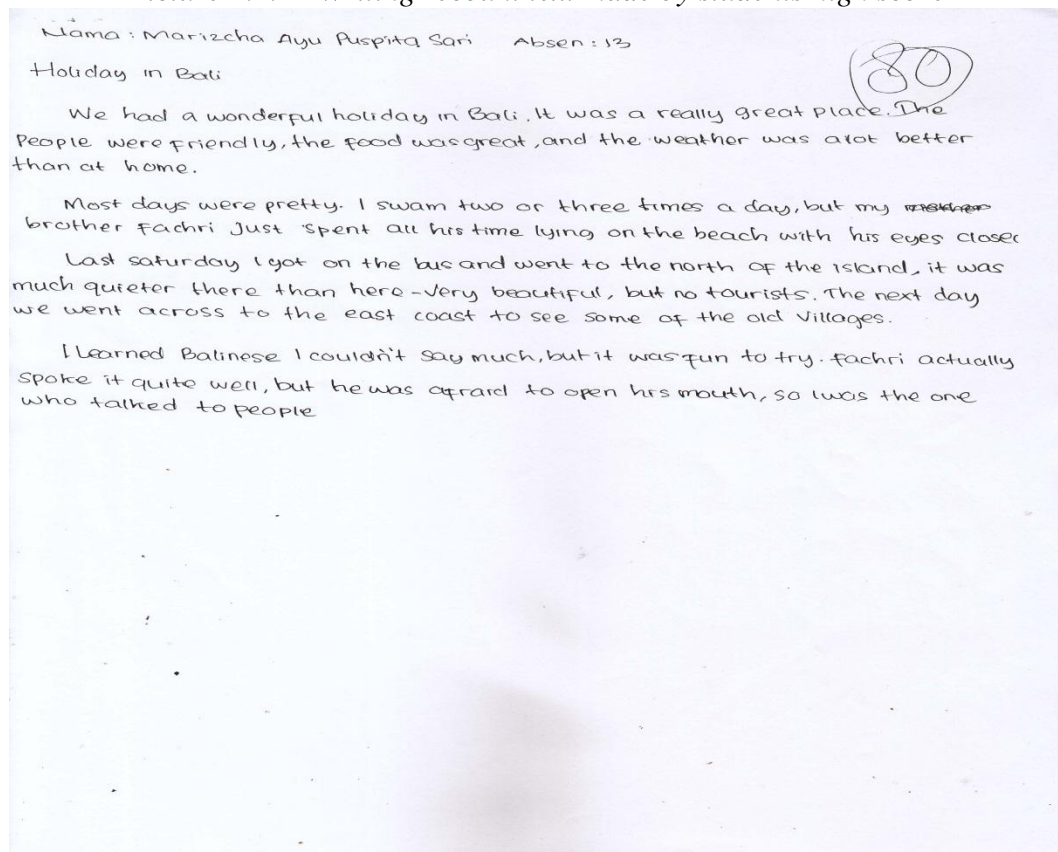 Nama : Marizcha Ayu Puspita Sari Absen : 13
80
Holiday in Bali
We had a wonderful holiday in Bali. It was a really great place. The
People were friendly, the food was great, and the weather was alot better
than at home.
Most days were pretty. I swam two or three times a day, but my
brother Fachri Just spent all his time lying on the beach with his eyes closed
Last saturday I got on the bus and went to the north of the island, it was
much quieter there than here - very beautiful, but no tourists. The next day
we went across to the east coast to see some of the old villages.
I Learned Balinese I couldn't say much, but it was fun to try. fachri actually
spoke it quite well, but he was afraid to open his mouth, so I was the one
who talked to people